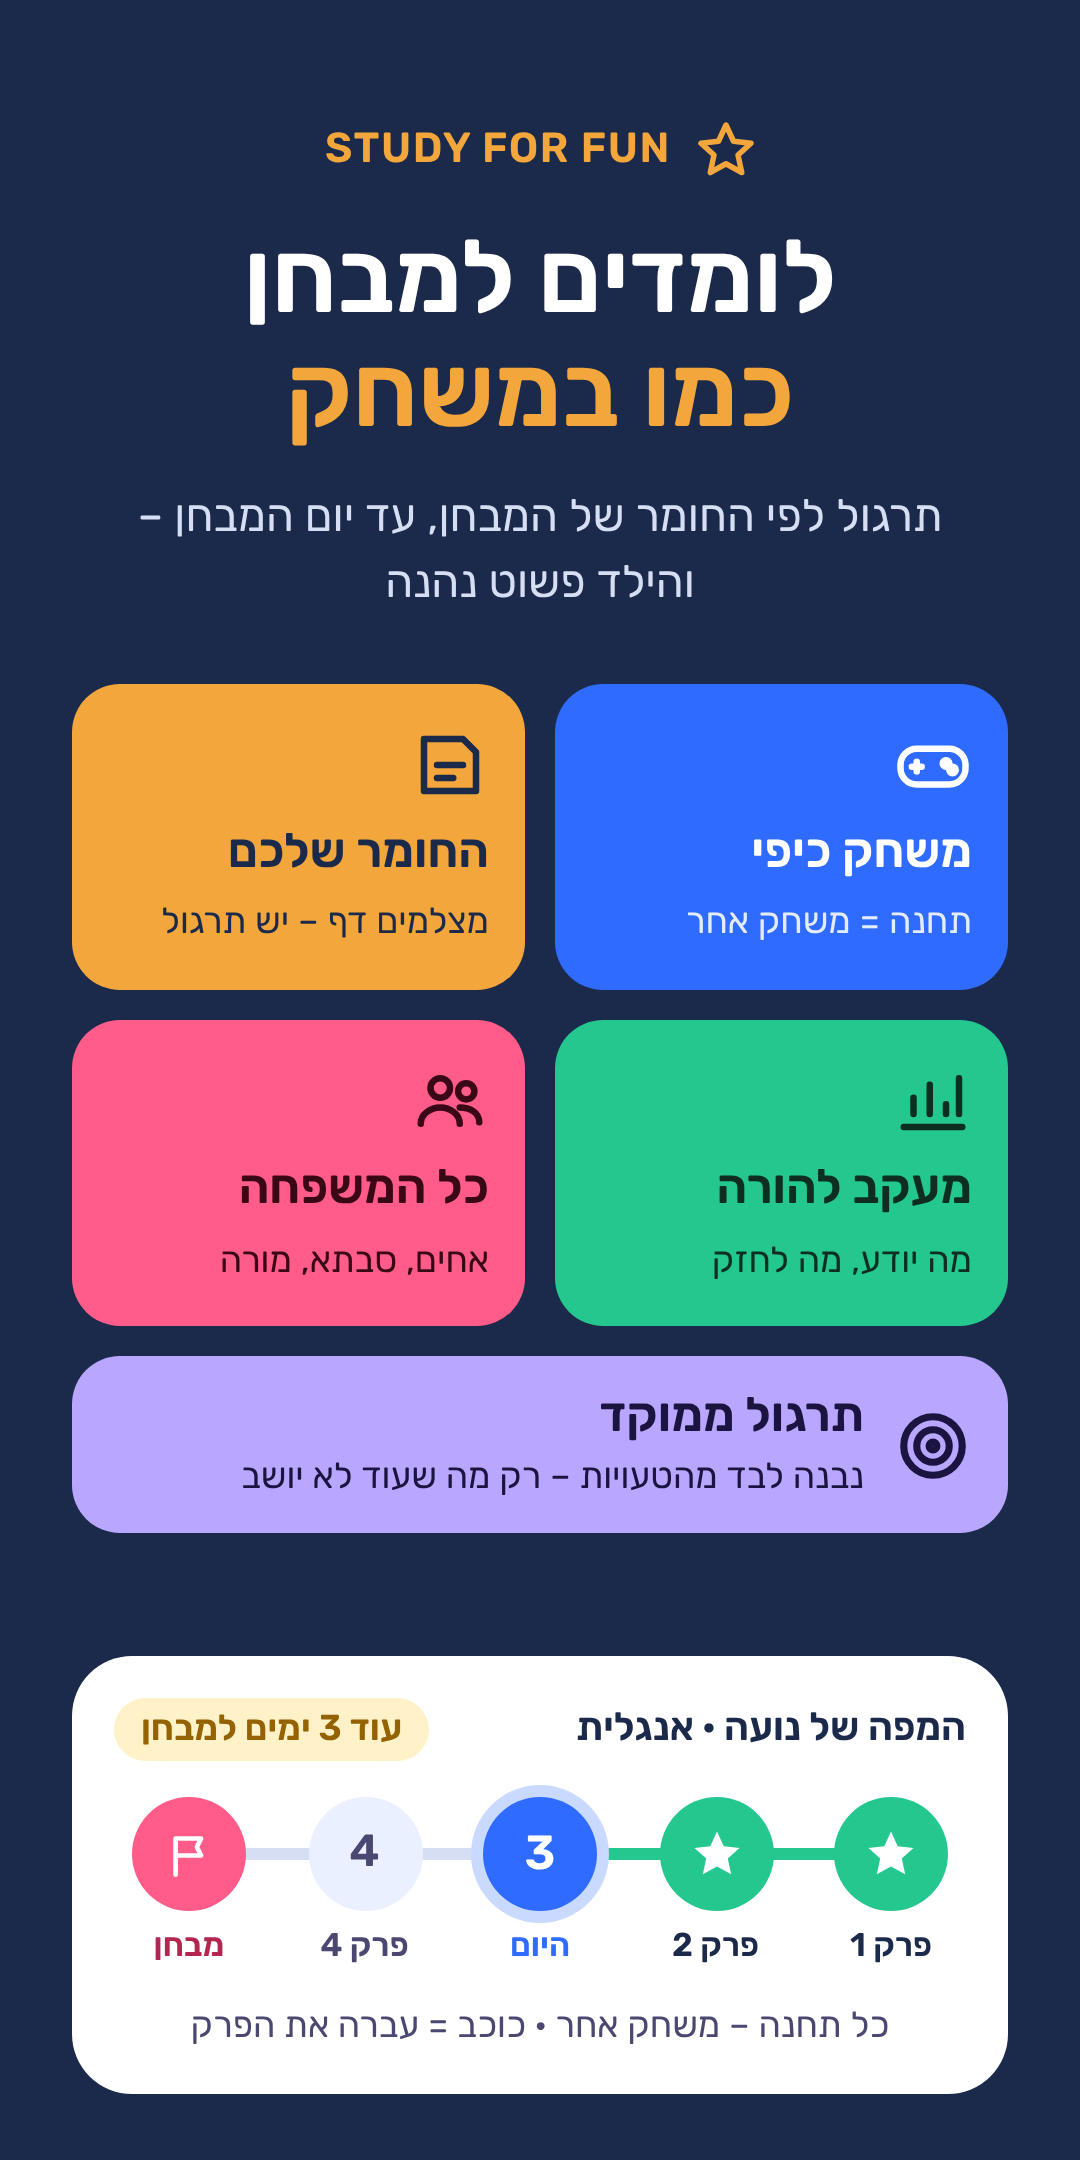 STUDY FOR FUN
לומדים למבחן
כמו במשחק
תרגול לפי החומר של המבחן, עד יום המבחן –
והילד פשוט נהנה
משחק כיפי
תחנה = משחק אחר
החומר שלכם
מצלמים דף – יש תרגול
מעקב להורה
מה יודע, מה לחזק
כל המשפחה
אחים, סבתא, מורה
תרגול ממוקד
נבנה לבד מהטעויות – רק מה שעוד לא יושב
המפה של נועה • אנגלית
עוד 3 ימים למבחן
3
4
פרק 1
פרק 2
היום
פרק 4
מבחן
כל תחנה – משחק אחר • כוכב = עברה את הפרק